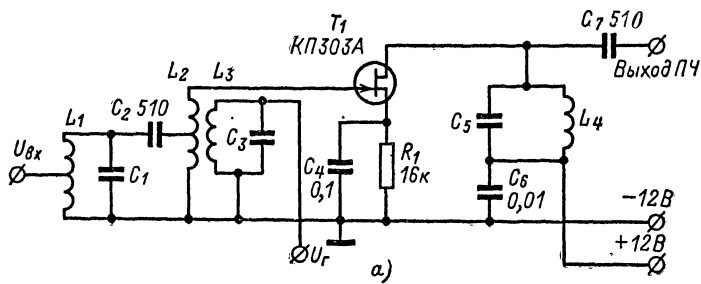 T₁
КП303А
C₇ 510
Выход ПЧ
L₂ L₃
C₂ 510
L₁
C₅
L₄
Uвх
C₁
C₃
C₄
0,1
R₁
16к
C₆
0,01
−12В
+12В
Uг
а)